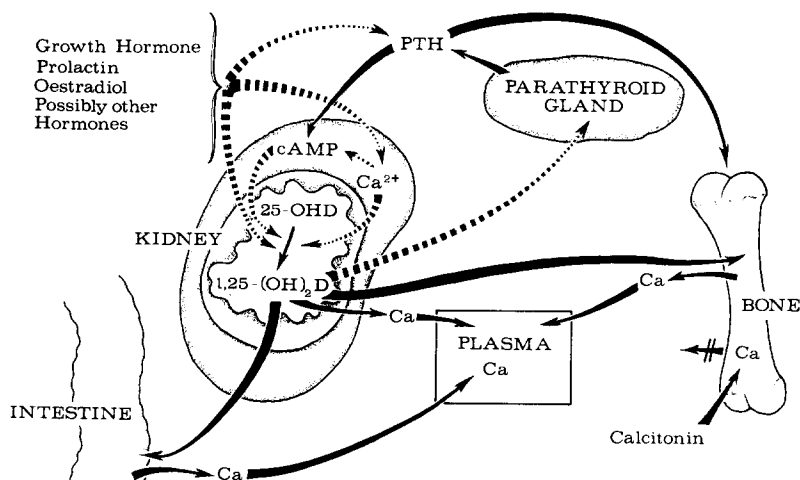 Growth Hormone
Prolactin
Oestradiol
Possibly other
Hormones
PTH
PARATHYROID
GLAND
cAMP
Ca²⁺
25-OHD
KIDNEY
1,25-(OH)₂D
Ca
Ca
BONE
PLASMA
Ca
Ca
INTESTINE
Calcitonin
Ca